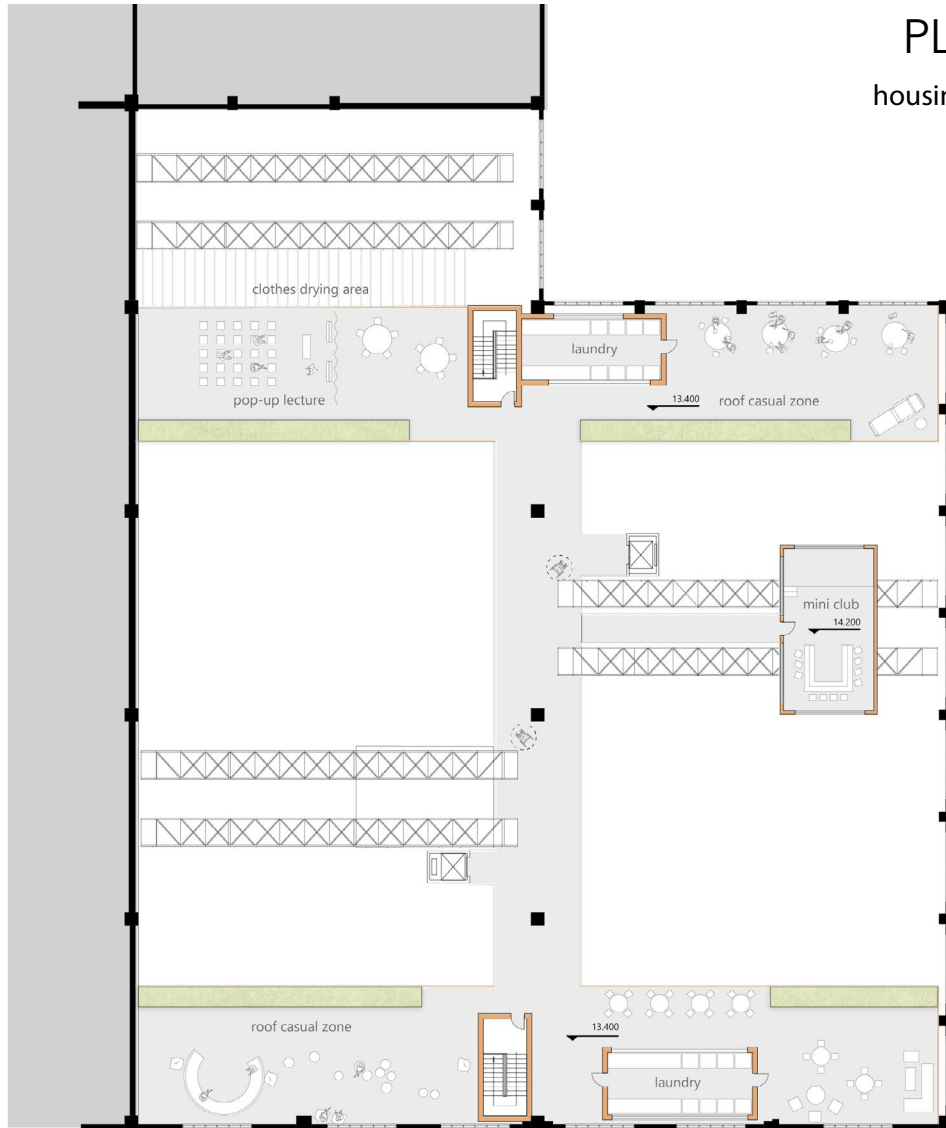 PL
housin
clothes drying area
laundry
pop-up lecture
13.400
roof casual zone
mini club
14.200
roof casual zone
13.400
laundry